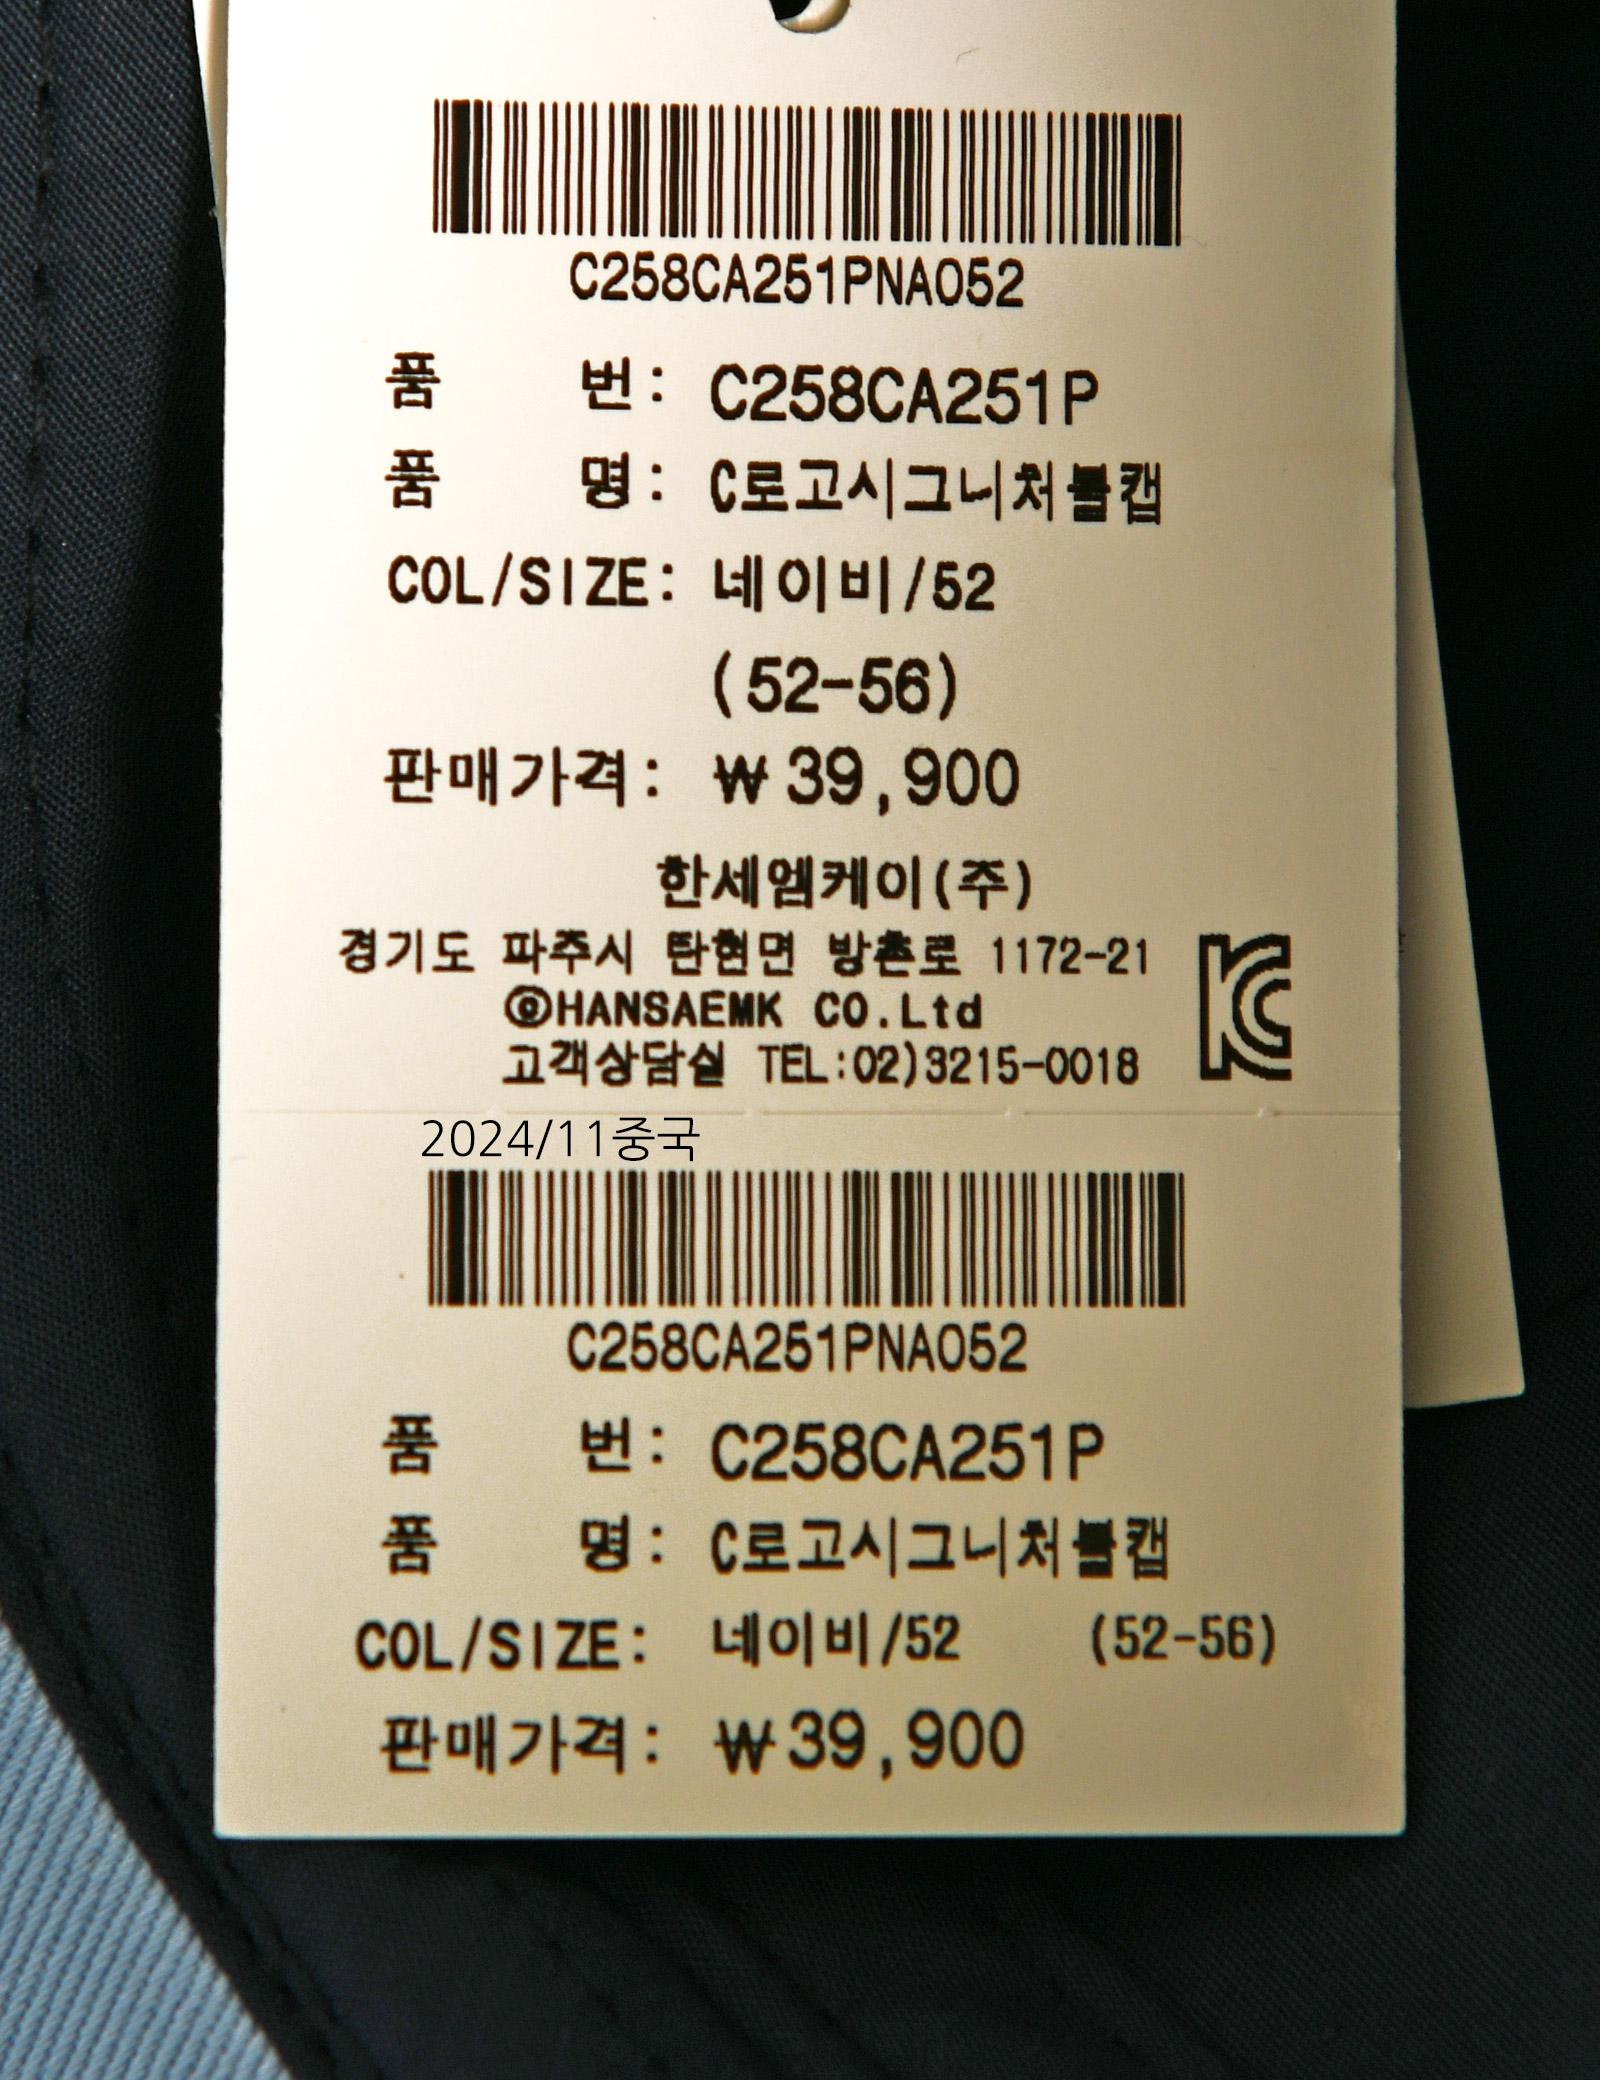 C258CA251PNA052
품 번: C258CA251P
품 명: C로고시그니처볼캡
COL/SIZE: 네이비/52
(52-56)
판매가격: ₩39,900
한세엠케이(주)
경기도 파주시 탄현면 방촌로 1172-21
ⓒHANSAEMK CO.Ltd
고객상담실 TEL:02)3215-0018
2024/11중국
C258CA251PNA052
품 번: C258CA251P
품 명: C로고시그니처볼캡
COL/SIZE: 네이비/52 (52-56)
판매가격: ₩39,900